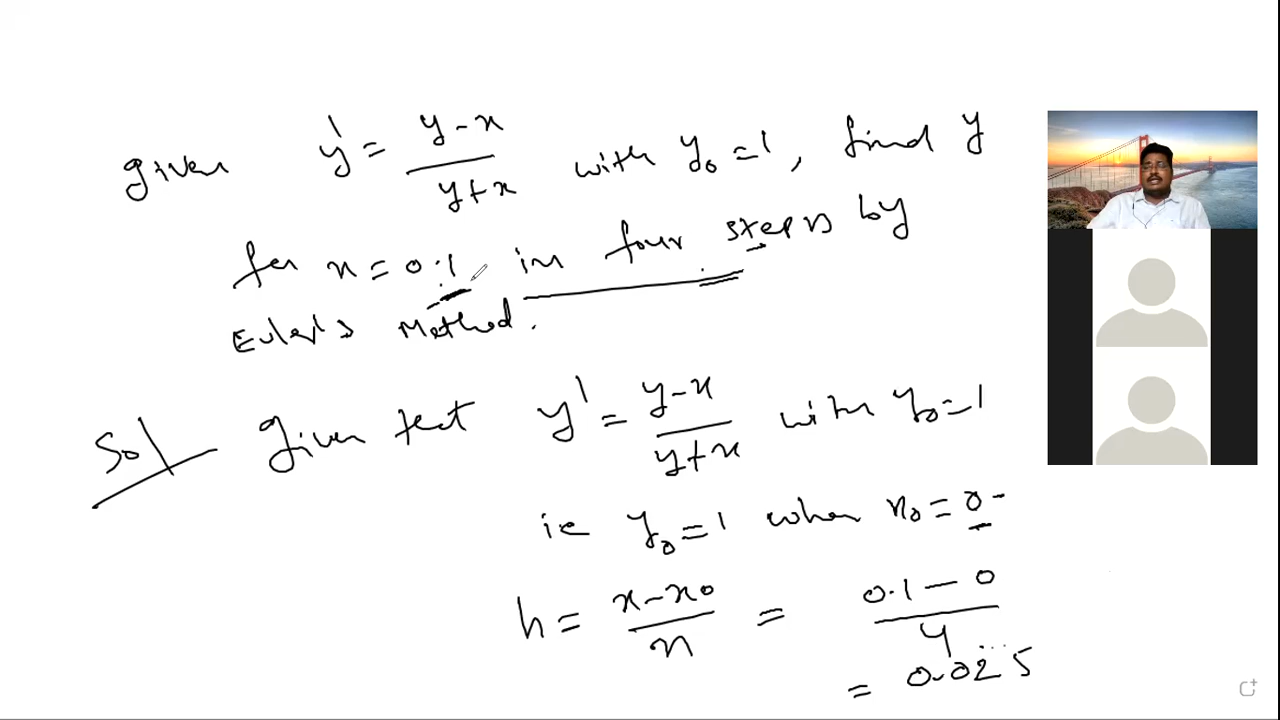 given y' = (y-x)/(y+x) with y₀ = 1, find y
for x = 0.1 in four steps by
Euler's Method.
Sol given that y' = (y-x)/(y+x) with y₀ = 1
ie y₀ = 1 when x₀ = 0
h = (x-x₀)/n = (0.1-0)/4
= 0.025